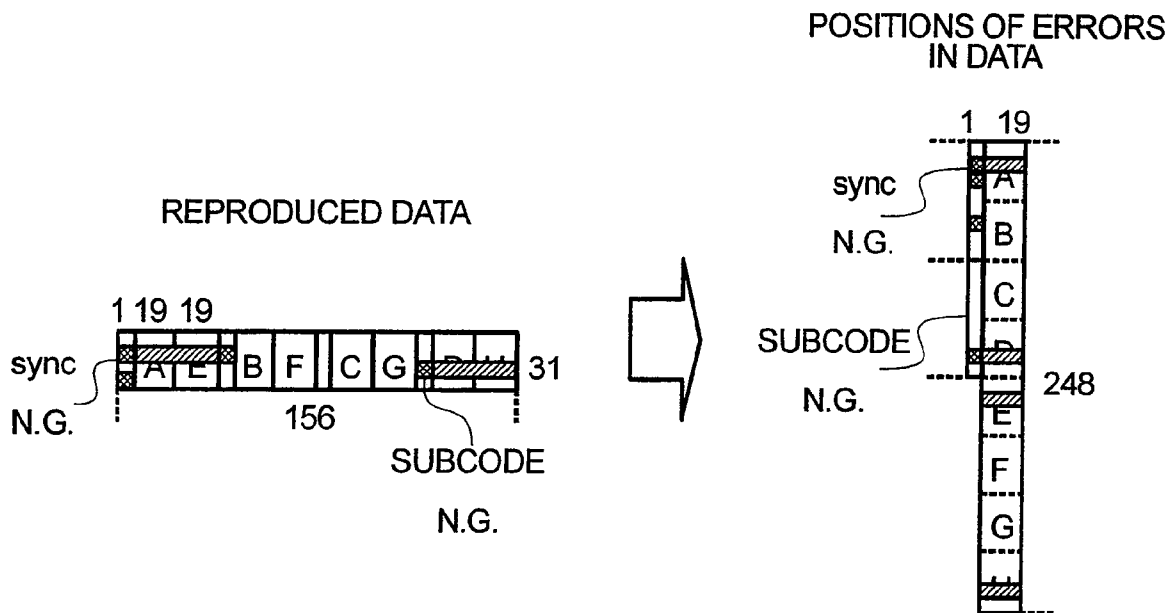 POSITIONS OF ERRORS
IN DATA
1 19
sync
N.G.
A
B
C
D
SUBCODE
N.G.
248
E
F
G
H
REPRODUCED DATA
1 19 19
sync
N.G.
A E B F C G D H
31
156
SUBCODE
N.G.